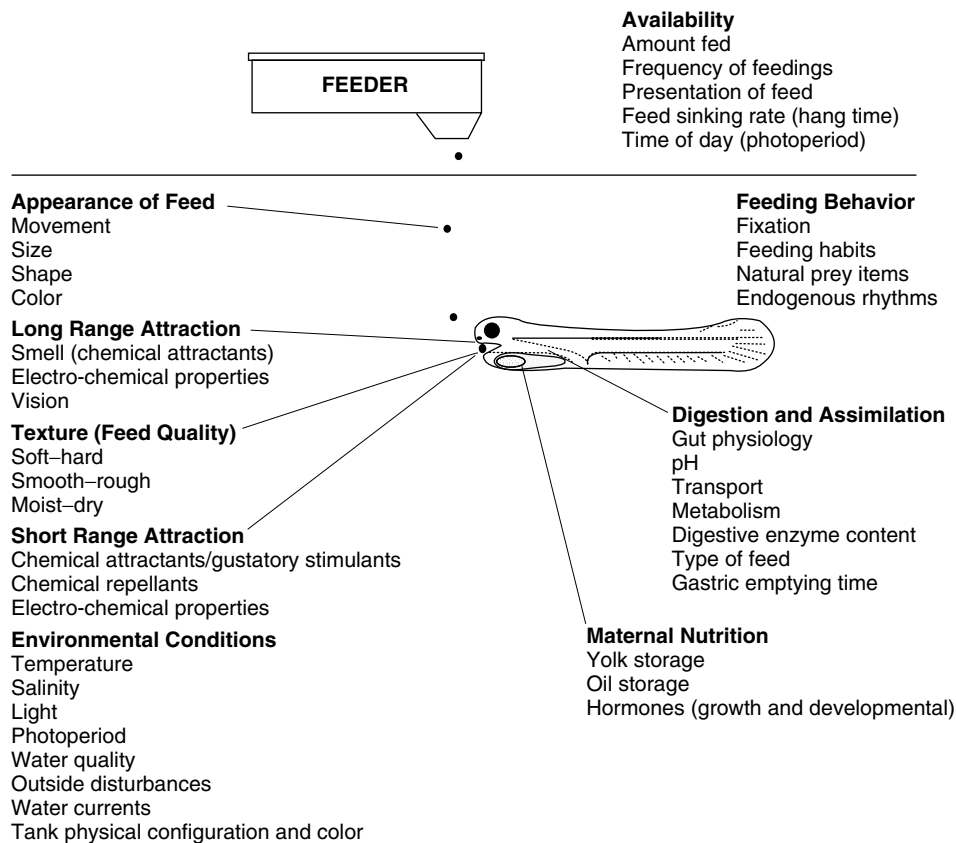 Availability
Amount fed
Frequency of feedings
Presentation of feed
Feed sinking rate (hang time)
Time of day (photoperiod)
FEEDER
Appearance of Feed
Movement
Size
Shape
Color
Feeding Behavior
Fixation
Feeding habits
Natural prey items
Endogenous rhythms
Long Range Attraction
Smell (chemical attractants)
Electro-chemical properties
Vision
Texture (Feed Quality)
Soft–hard
Smooth–rough
Moist–dry
Short Range Attraction
Chemical attractants/gustatory stimulants
Chemical repellants
Electro-chemical properties
Digestion and Assimilation
Gut physiology
pH
Transport
Metabolism
Digestive enzyme content
Type of feed
Gastric emptying time
Environmental Conditions
Temperature
Salinity
Light
Photoperiod
Water quality
Outside disturbances
Water currents
Tank physical configuration and color
Maternal Nutrition
Yolk storage
Oil storage
Hormones (growth and developmental)